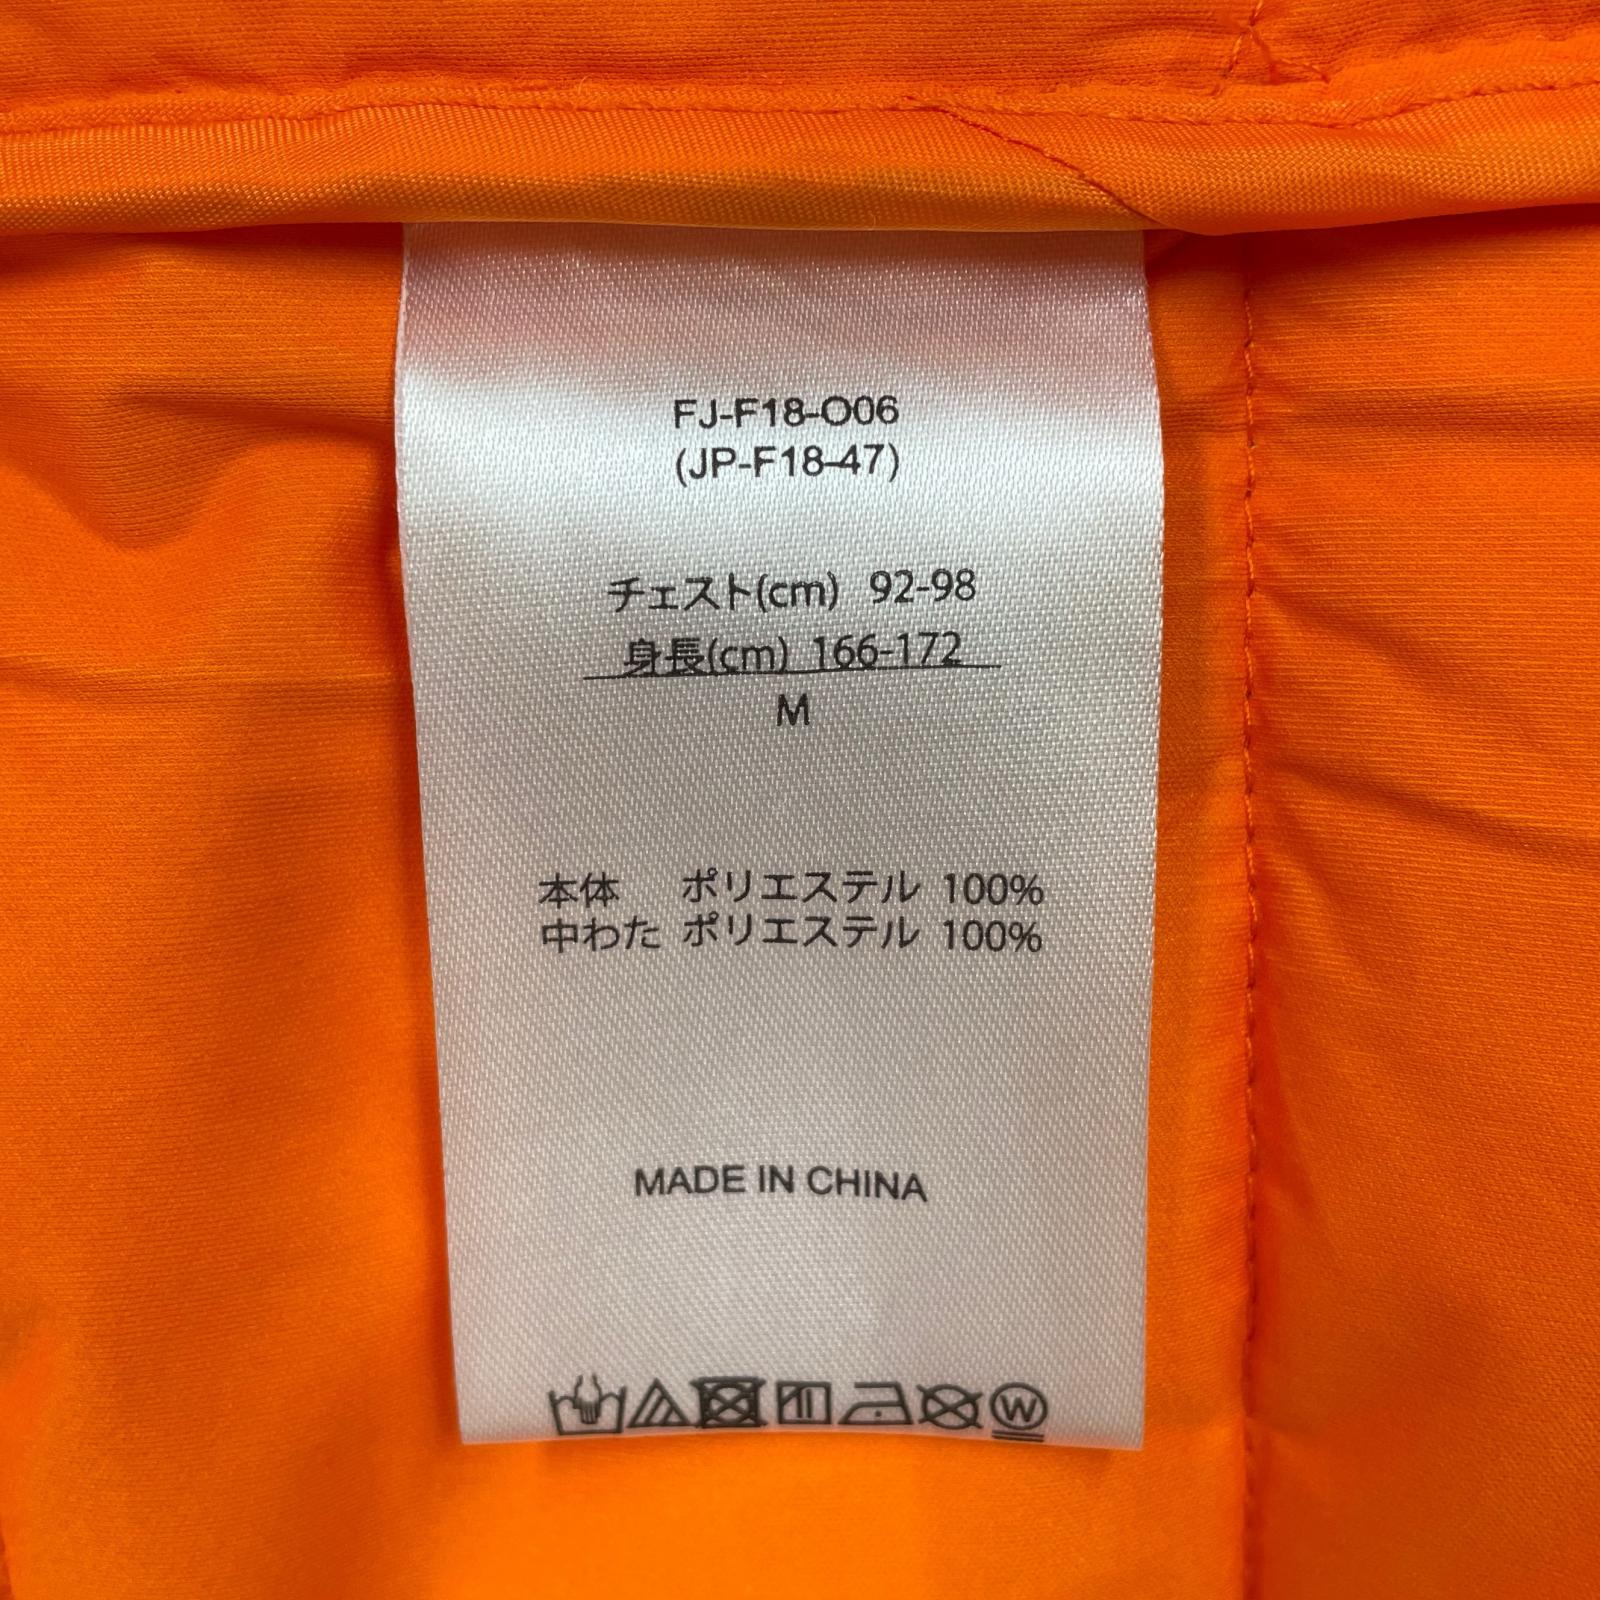 FJ-F18-O06
(JP-F18-47)
チェスト(cm) 92-98
身長(cm) 166-172
M
本体 ポリエステル 100%
中わた ポリエステル 100%
MADE IN CHINA
W